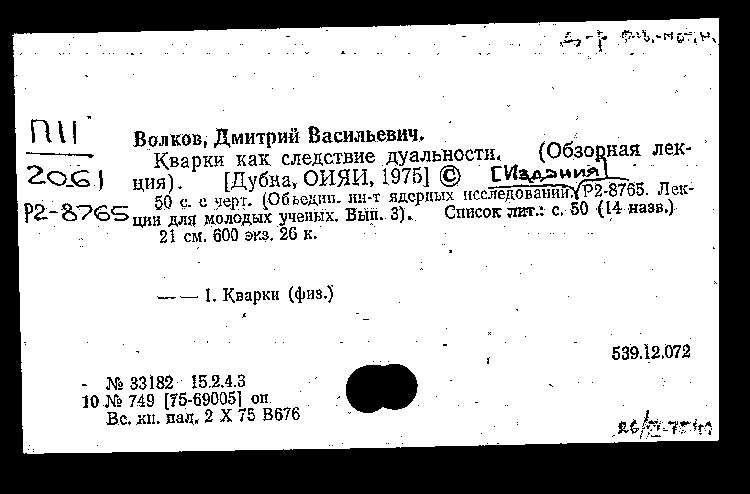 П11
2061
Р2-8765
Волков, Дмитрий Васильевич.
Кварки как следствие дуальности. (Обзорная лек-
ция). [Дубна, ОИЯИ, 1975] © [Издания]
50 с. с черт. (Объедин. ин-т ядерных исследований. Р2-8765. Лек-
ции для молодых ученых. Вып. 3). Список лит.: с. 50 (14 назв.)
21 см. 600 экз. 26 к.
— — 1. Кварки (физ.)
539.12.072
№ 33182 15.2.4.3
10 № 749 [75-69005] оп
Вс. кн. пал. 2 X 75 В676